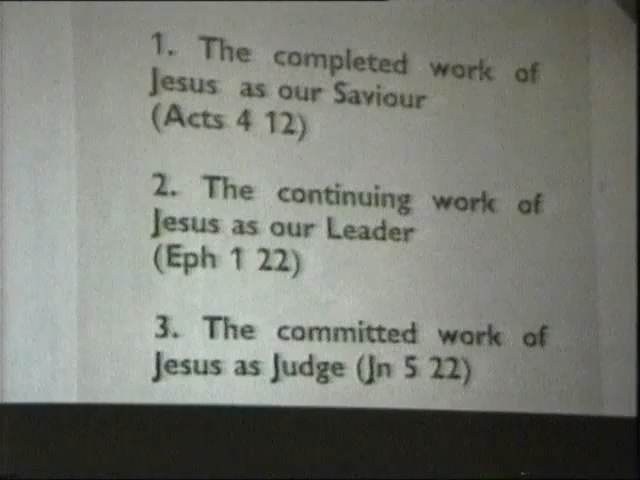 1. The completed work of
Jesus as our Saviour
(Acts 4 12)
2. The continuing work of
Jesus as our Leader
(Eph 1 22)
3. The committed work of
Jesus as Judge (Jn 5 22)